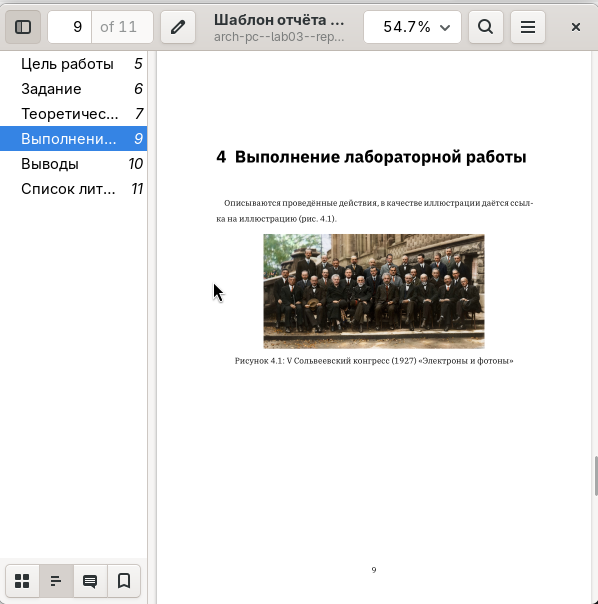 9 of 11
Шаблон отчёта ...
arch-pc--lab03--rep...
54.7%
Цель работы 5
Задание 6
Теоретичес... 7
Выполнени... 9
Выводы 10
Список лит... 11
4 Выполнение лабораторной работы
Описываются проведённые действия, в качестве иллюстрации даётся ссыл-
ка на иллюстрацию (рис. 4.1).
Рисунок 4.1: V Сольвеевский конгресс (1927) «Электроны и фотоны»
9